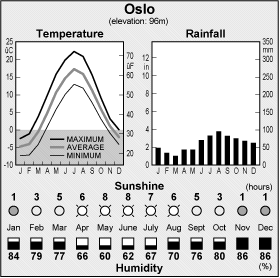 Oslo
(elevation: 96m)
Temperature
Rainfall
25 ºC
20
15
10
5
0
-5
-10
70 ºF
60
50
40
30
20
MAXIMUM
AVERAGE
MINIMUM
J F M A M J J A S O N D
12 in
10
8
6
4
2
0
350 mm
300
250
200
150
100
50
0
J F M A M J J A S O N D
Sunshine
(hours)
1 3 5 6 7 8 7 7 6 5 3 1 1
Jan Feb Mar Apr May June July Aug Sept Oct Nov Dec
84 79 77 66 60 62 67 70 76 80 86 86
(%)
Humidity